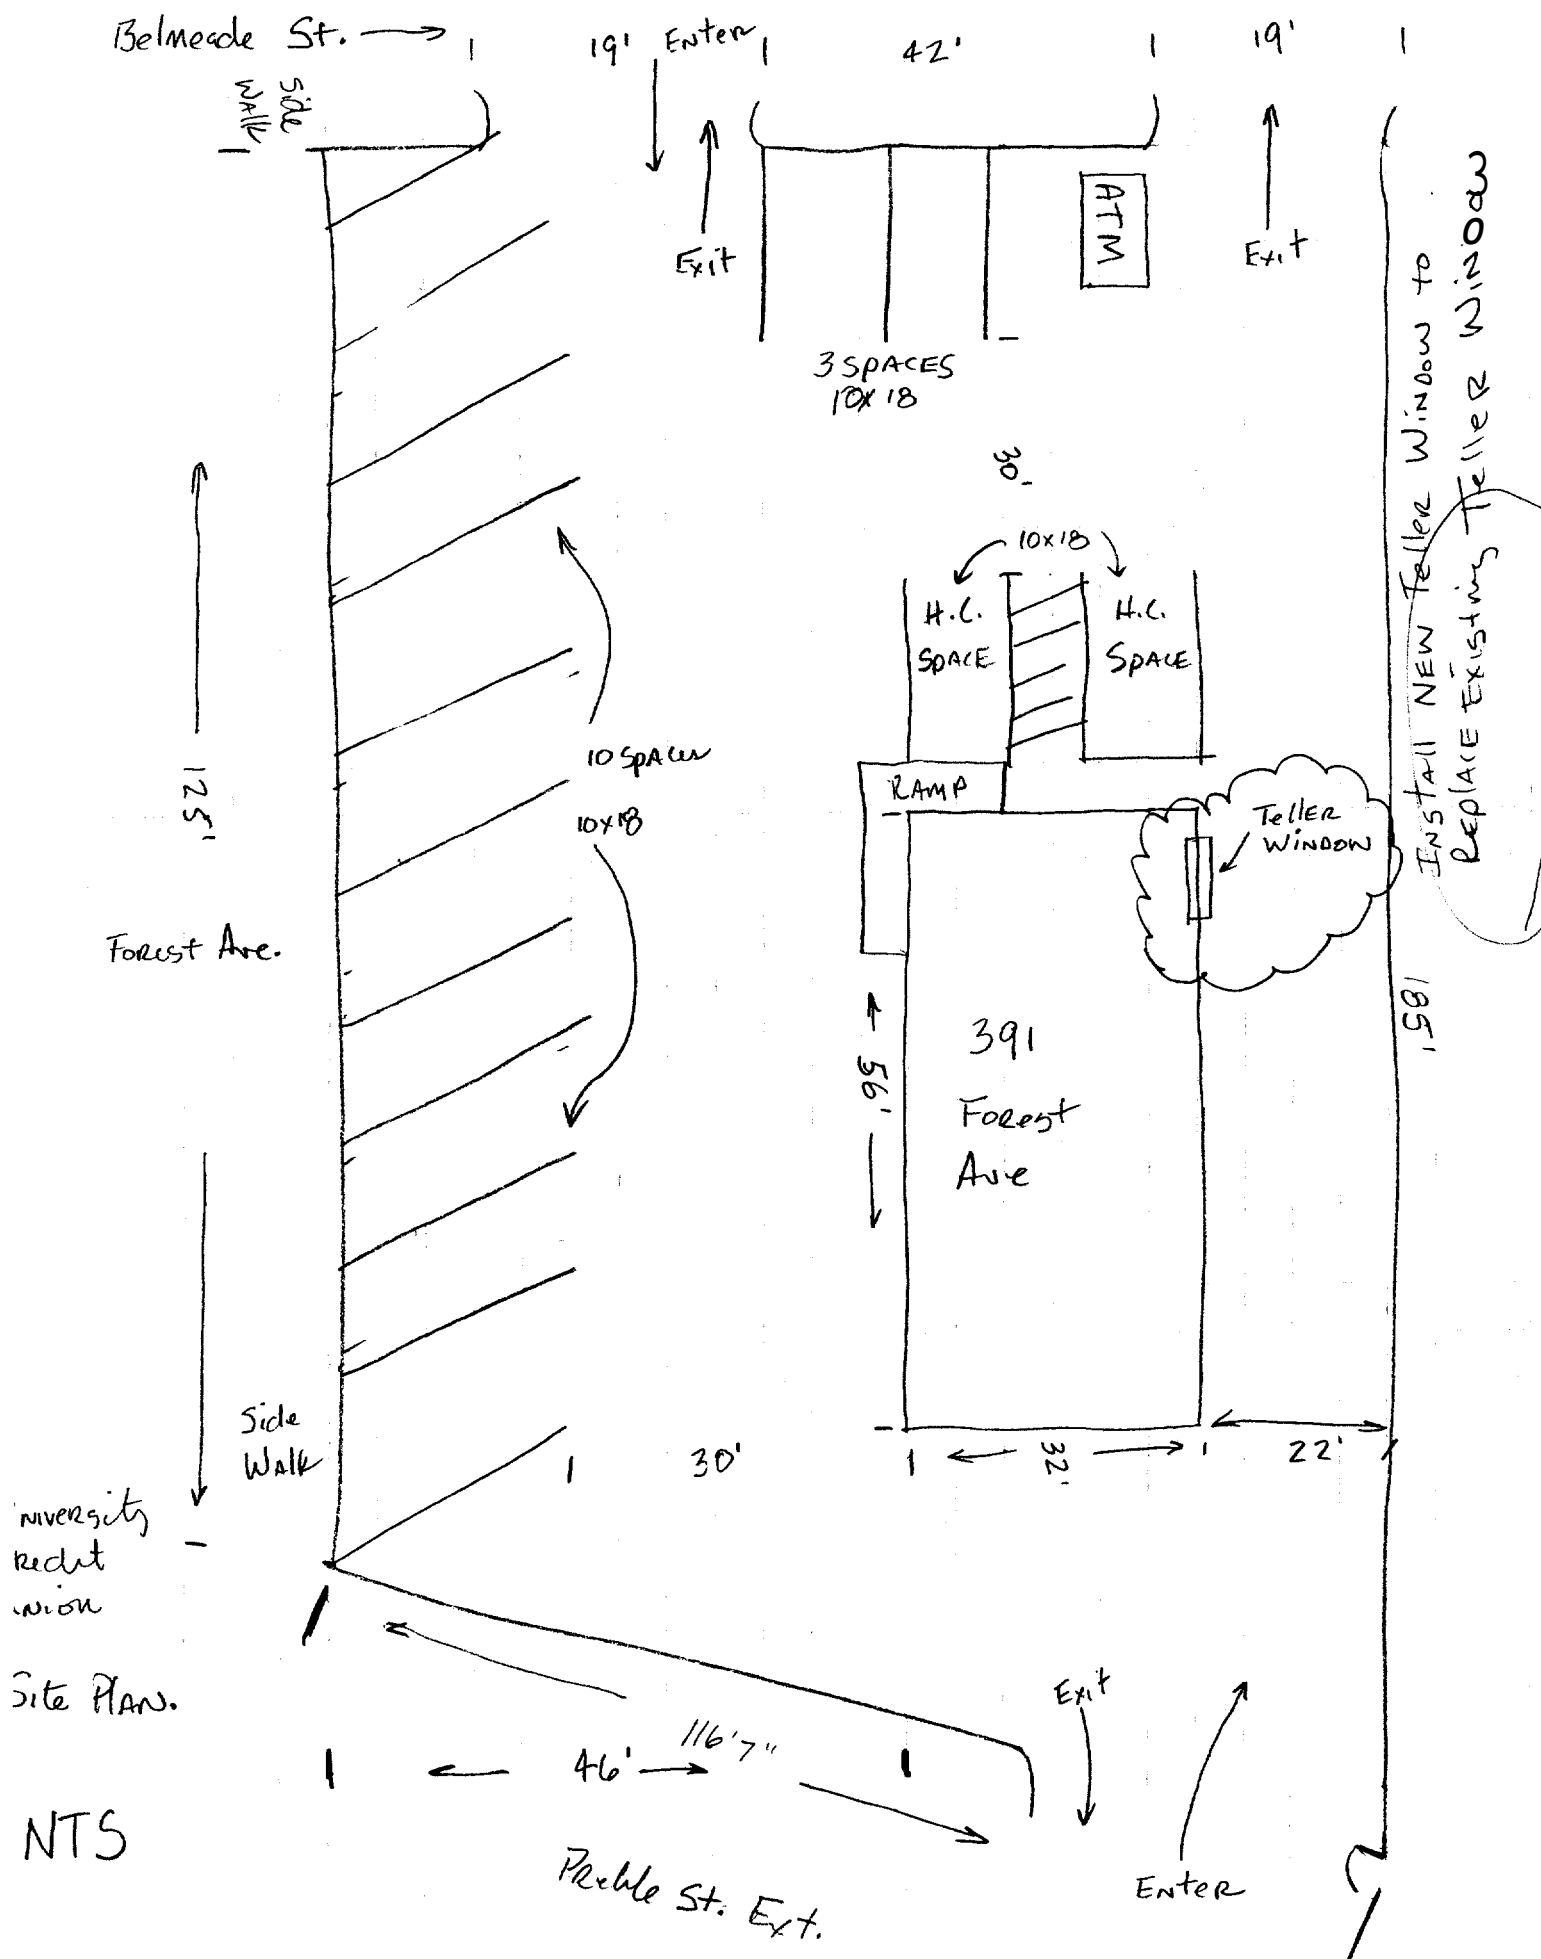 Belmeade St.
19'
Enter
42'
19'
Side
Walk
Exit
ATM
Exit
3 SPACES
10x18
30'
10x18
H.C.
SPACE
H.C.
SPACE
10 Spaces
10x18
RAMP
Teller
WINDOW
INSTALL NEW Teller WINDOW to
REPLACE Existing Teller WINDOW
125'
Forest Ave.
185'
56'
391
Forest
Ave
Side
Walk
30'
32'
22'
niversity
redit
nion
Site Plan.
116'7"
46'
Exit
Enter
NTS
Preble St. Ext.